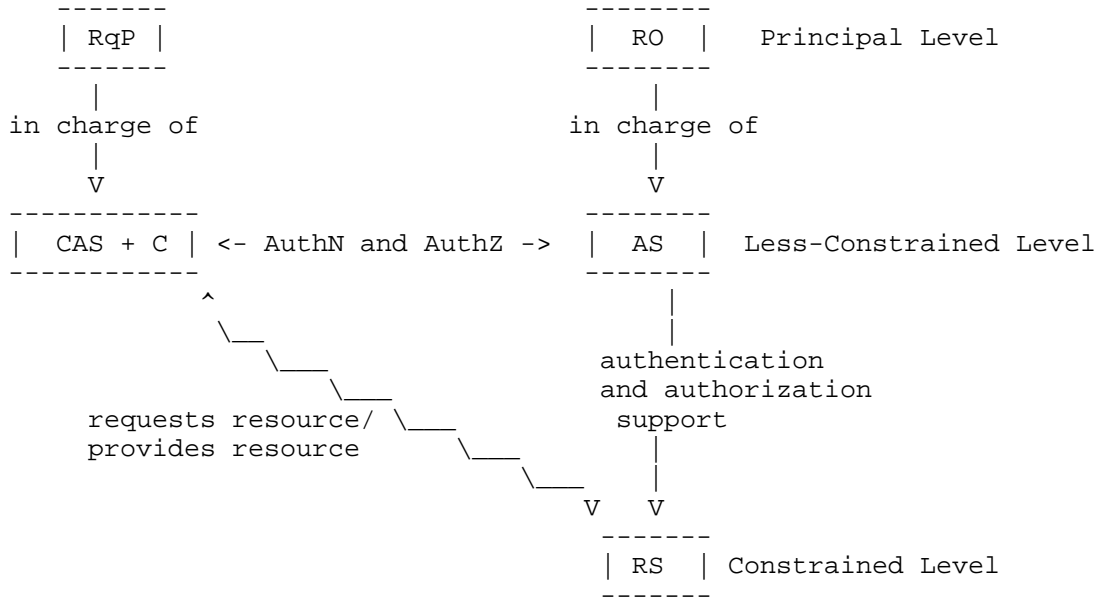 RqP RO Principal Level
in charge of in charge of
CAS + C <- AuthN and AuthZ -> AS Less-Constrained Level
authentication
and authorization
requests resource/ support
provides resource
RS Constrained Level